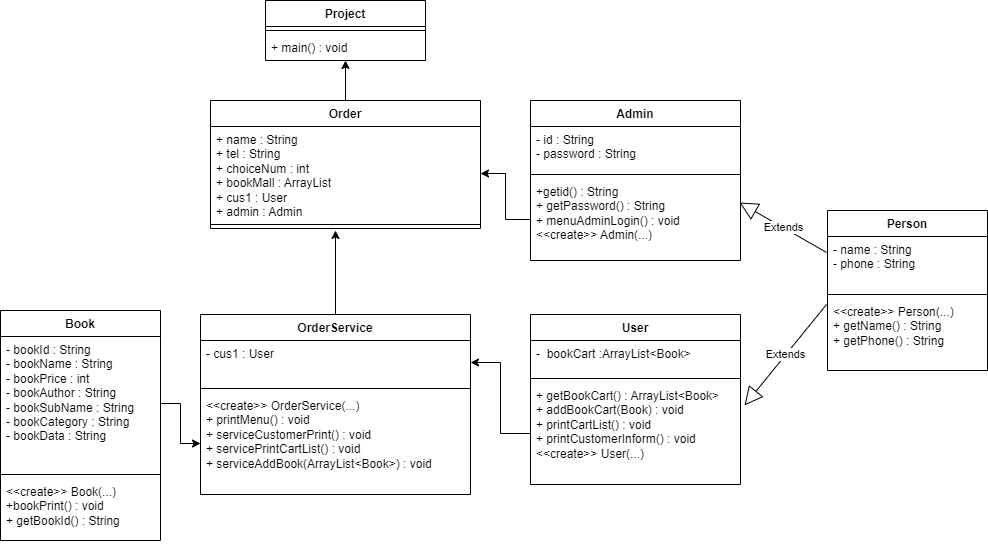 Project
+ main() : void
Order
+ name : String
+ tel : String
+ choiceNum : int
+ bookMall : ArrayList
+ cus1 : User
+ admin : Admin
Admin
- id : String
- password : String
+getid() : String
+ getPassword() : String
+ menuAdminLogin() : void
<<create>> Admin(...)
Extends
Person
- name : String
- phone : String
<<create>> Person(...)
+ getName() : String
+ getPhone() : String
Book
- bookId : String
- bookName : String
- bookPrice : int
- bookAuthor : String
- bookSubName : String
- bookCategory : String
- bookData : String
<<create>> Book(...)
+bookPrint() : void
+ getBookId() : String
OrderService
- cus1 : User
<<create>> OrderService(...)
+ printMenu() : void
+ serviceCustomerPrint() : void
+ servicePrintCartList() : void
+ serviceAddBook(ArrayList<Book>) : void
User
- bookCart :ArrayList<Book>
+ getBookCart() : ArrayList<Book>
+ addBookCart(Book) : void
+ printCartList() : void
+ printCustomerInform() : void
<<create>> User(...)
Extends